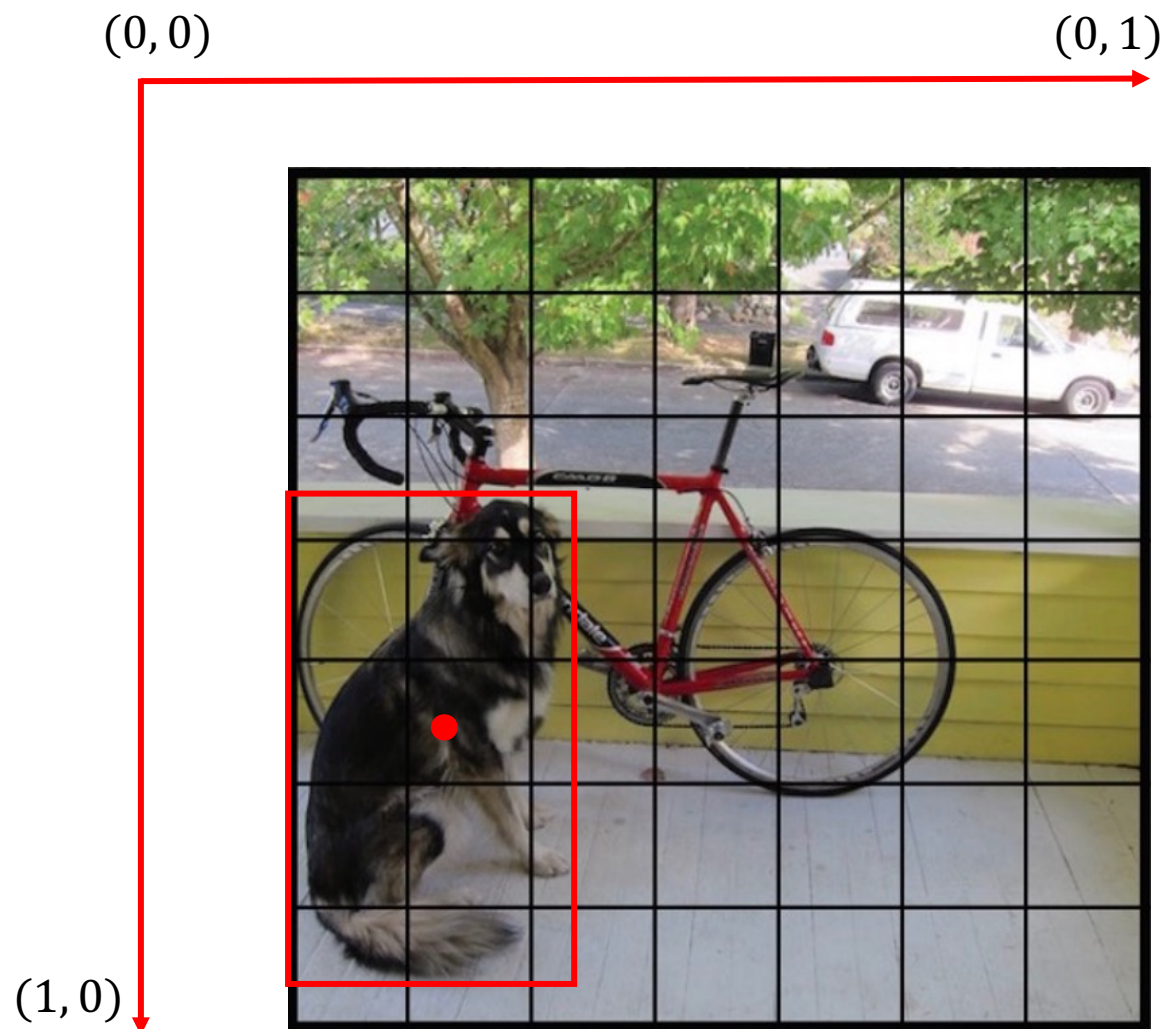 (0, 0)
(0, 1)
(1, 0)